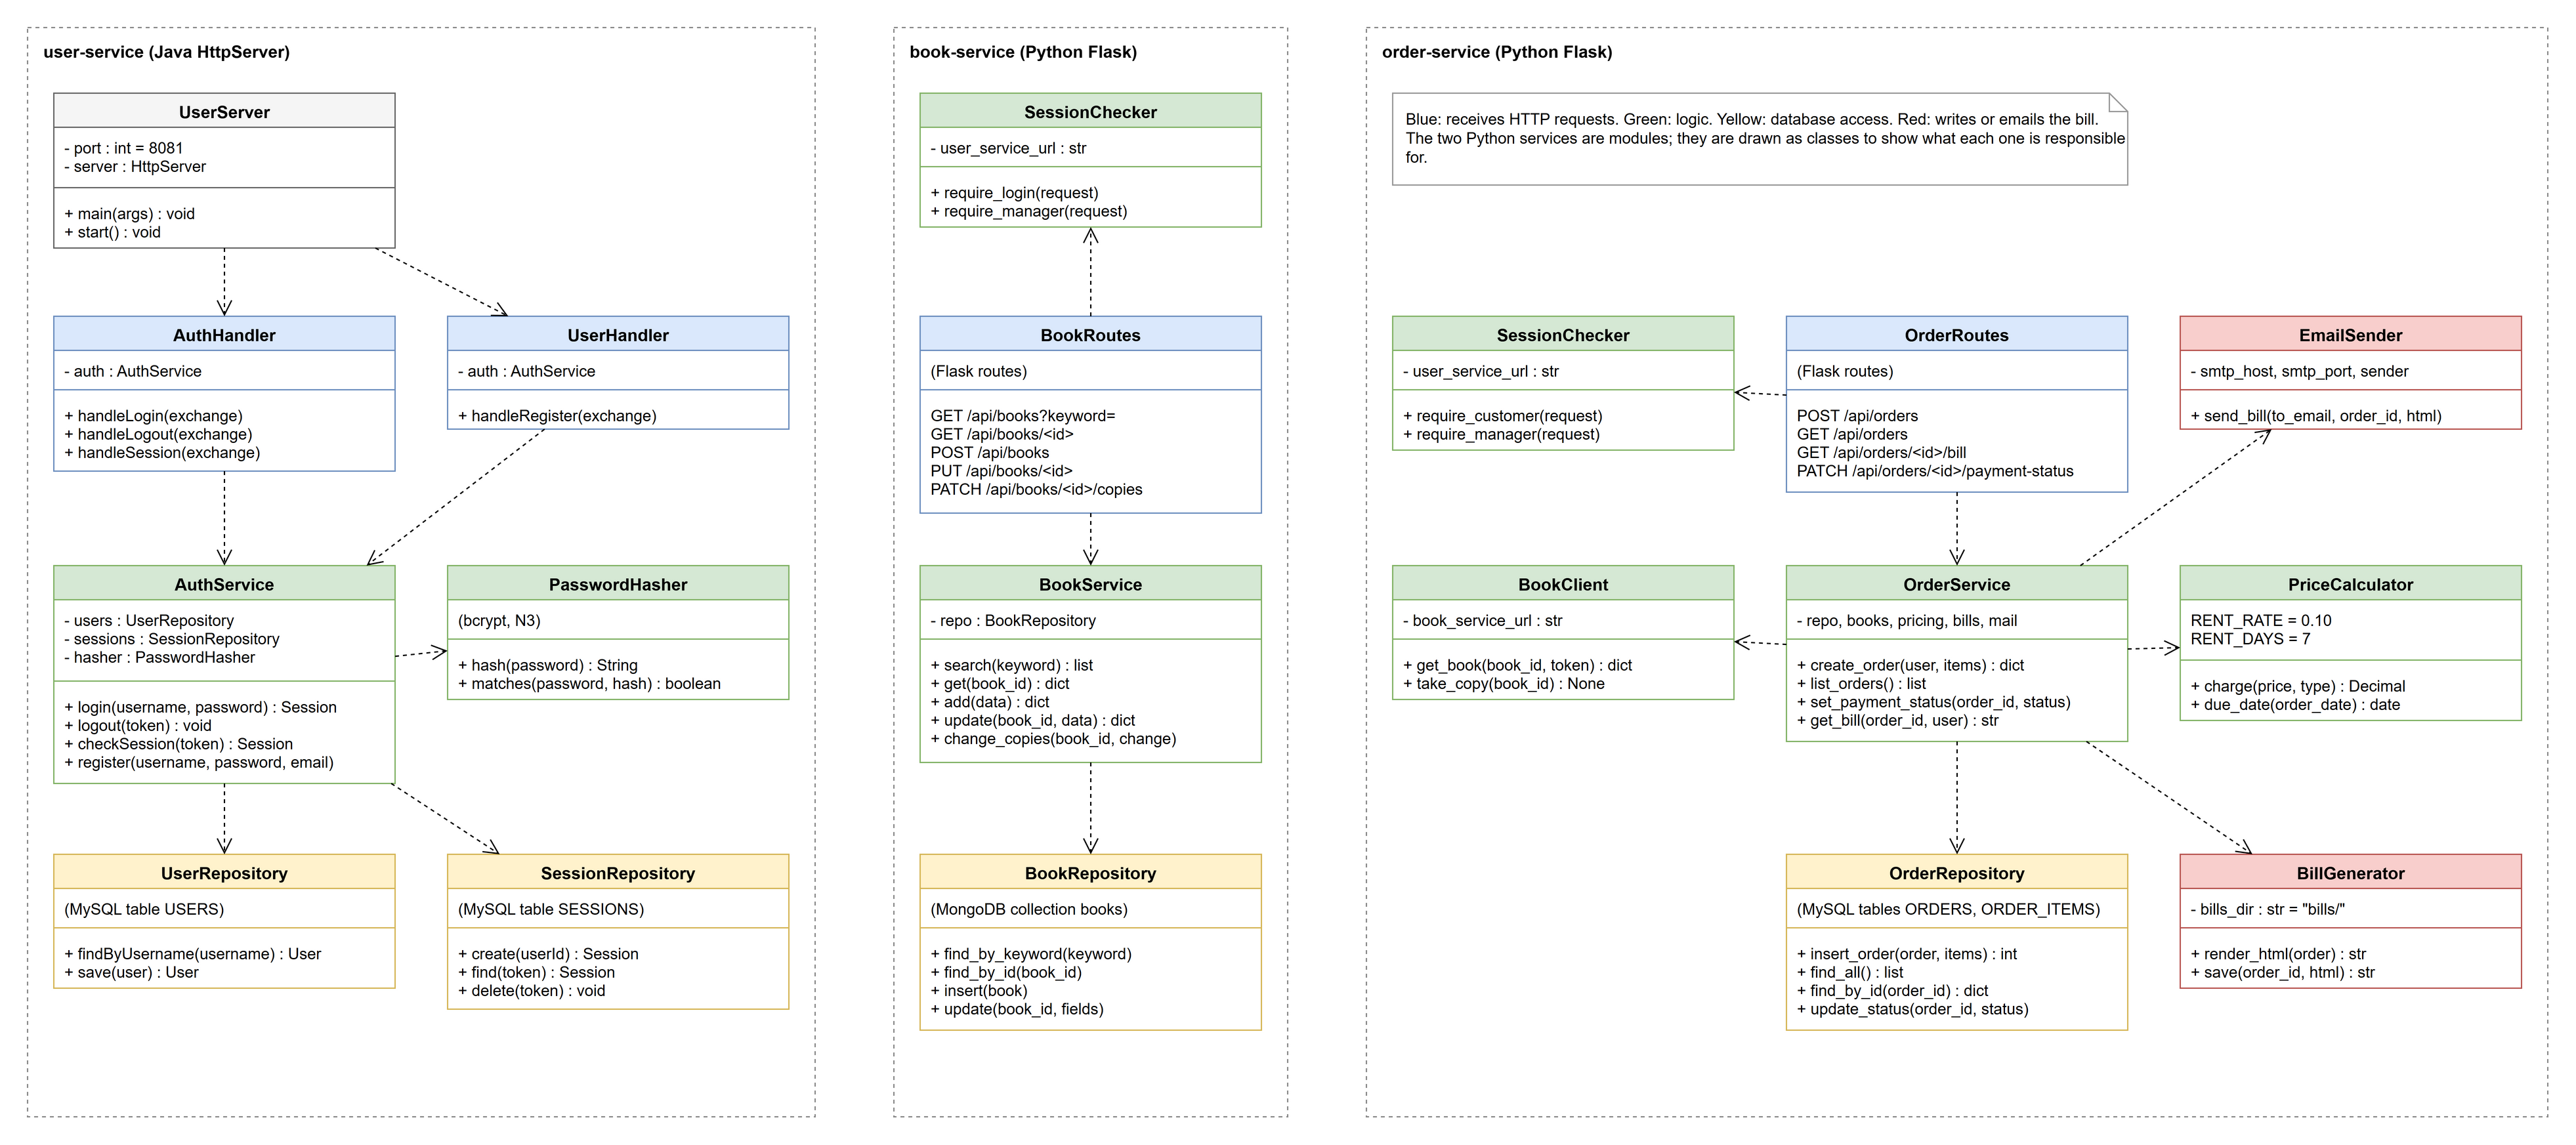 user-service (Java HttpServer)
UserServer
- port : int = 8081
- server : HttpServer
+ main(args) : void
+ start() : void
AuthHandler
- auth : AuthService
+ handleLogin(exchange)
+ handleLogout(exchange)
+ handleSession(exchange)
UserHandler
- auth : AuthService
+ handleRegister(exchange)
AuthService
- users : UserRepository
- sessions : SessionRepository
- hasher : PasswordHasher
+ login(username, password) : Session
+ logout(token) : void
+ checkSession(token) : Session
+ register(username, password, email)
PasswordHasher
(bcrypt, N3)
+ hash(password) : String
+ matches(password, hash) : boolean
UserRepository
(MySQL table USERS)
+ findByUsername(username) : User
+ save(user) : User
SessionRepository
(MySQL table SESSIONS)
+ create(userId) : Session
+ find(token) : Session
+ delete(token) : void
book-service (Python Flask)
SessionChecker
- user_service_url : str
+ require_login(request)
+ require_manager(request)
BookRoutes
(Flask routes)
GET /api/books?keyword=
GET /api/books/<id>
POST /api/books
PUT /api/books/<id>
PATCH /api/books/<id>/copies
BookService
- repo : BookRepository
+ search(keyword) : list
+ get(book_id) : dict
+ add(data) : dict
+ update(book_id, data) : dict
+ change_copies(book_id, change)
BookRepository
(MongoDB collection books)
+ find_by_keyword(keyword)
+ find_by_id(book_id)
+ insert(book)
+ update(book_id, fields)
order-service (Python Flask)
Blue: receives HTTP requests. Green: logic. Yellow: database access. Red: writes or emails the bill.
The two Python services are modules; they are drawn as classes to show what each one is responsible
for.
SessionChecker
- user_service_url : str
+ require_customer(request)
+ require_manager(request)
OrderRoutes
(Flask routes)
POST /api/orders
GET /api/orders
GET /api/orders/<id>/bill
PATCH /api/orders/<id>/payment-status
EmailSender
- smtp_host, smtp_port, sender
+ send_bill(to_email, order_id, html)
BookClient
- book_service_url : str
+ get_book(book_id, token) : dict
+ take_copy(book_id) : None
OrderService
- repo, books, pricing, bills, mail
+ create_order(user, items) : dict
+ list_orders() : list
+ set_payment_status(order_id, status)
+ get_bill(order_id, user) : str
PriceCalculator
RENT_RATE = 0.10
RENT_DAYS = 7
+ charge(price, type) : Decimal
+ due_date(order_date) : date
OrderRepository
(MySQL tables ORDERS, ORDER_ITEMS)
+ insert_order(order, items) : int
+ find_all() : list
+ find_by_id(order_id) : dict
+ update_status(order_id, status)
BillGenerator
- bills_dir : str = "bills/"
+ render_html(order) : str
+ save(order_id, html) : str